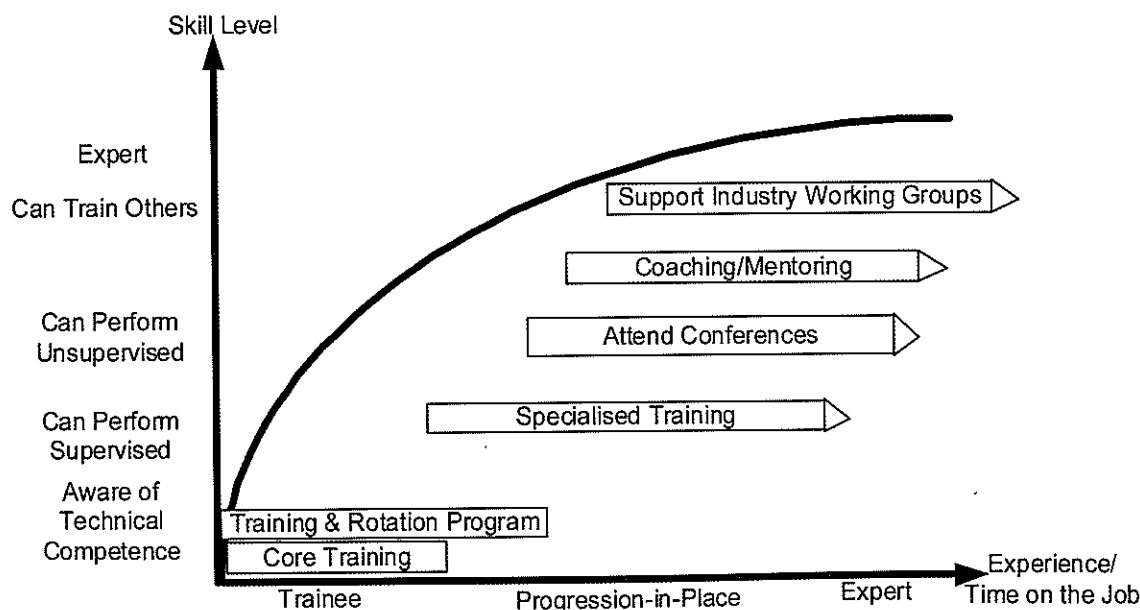 Skill Level
Expert
Can Train Others
Support Industry Working Groups
Coaching/Mentoring
Can Perform
Unsupervised
Attend Conferences
Can Perform
Supervised
Specialised Training
Aware of
Technical
Competence
Training & Rotation Program
Core Training
Experience/
Time on the Job
Trainee
Progression-in-Place
Expert